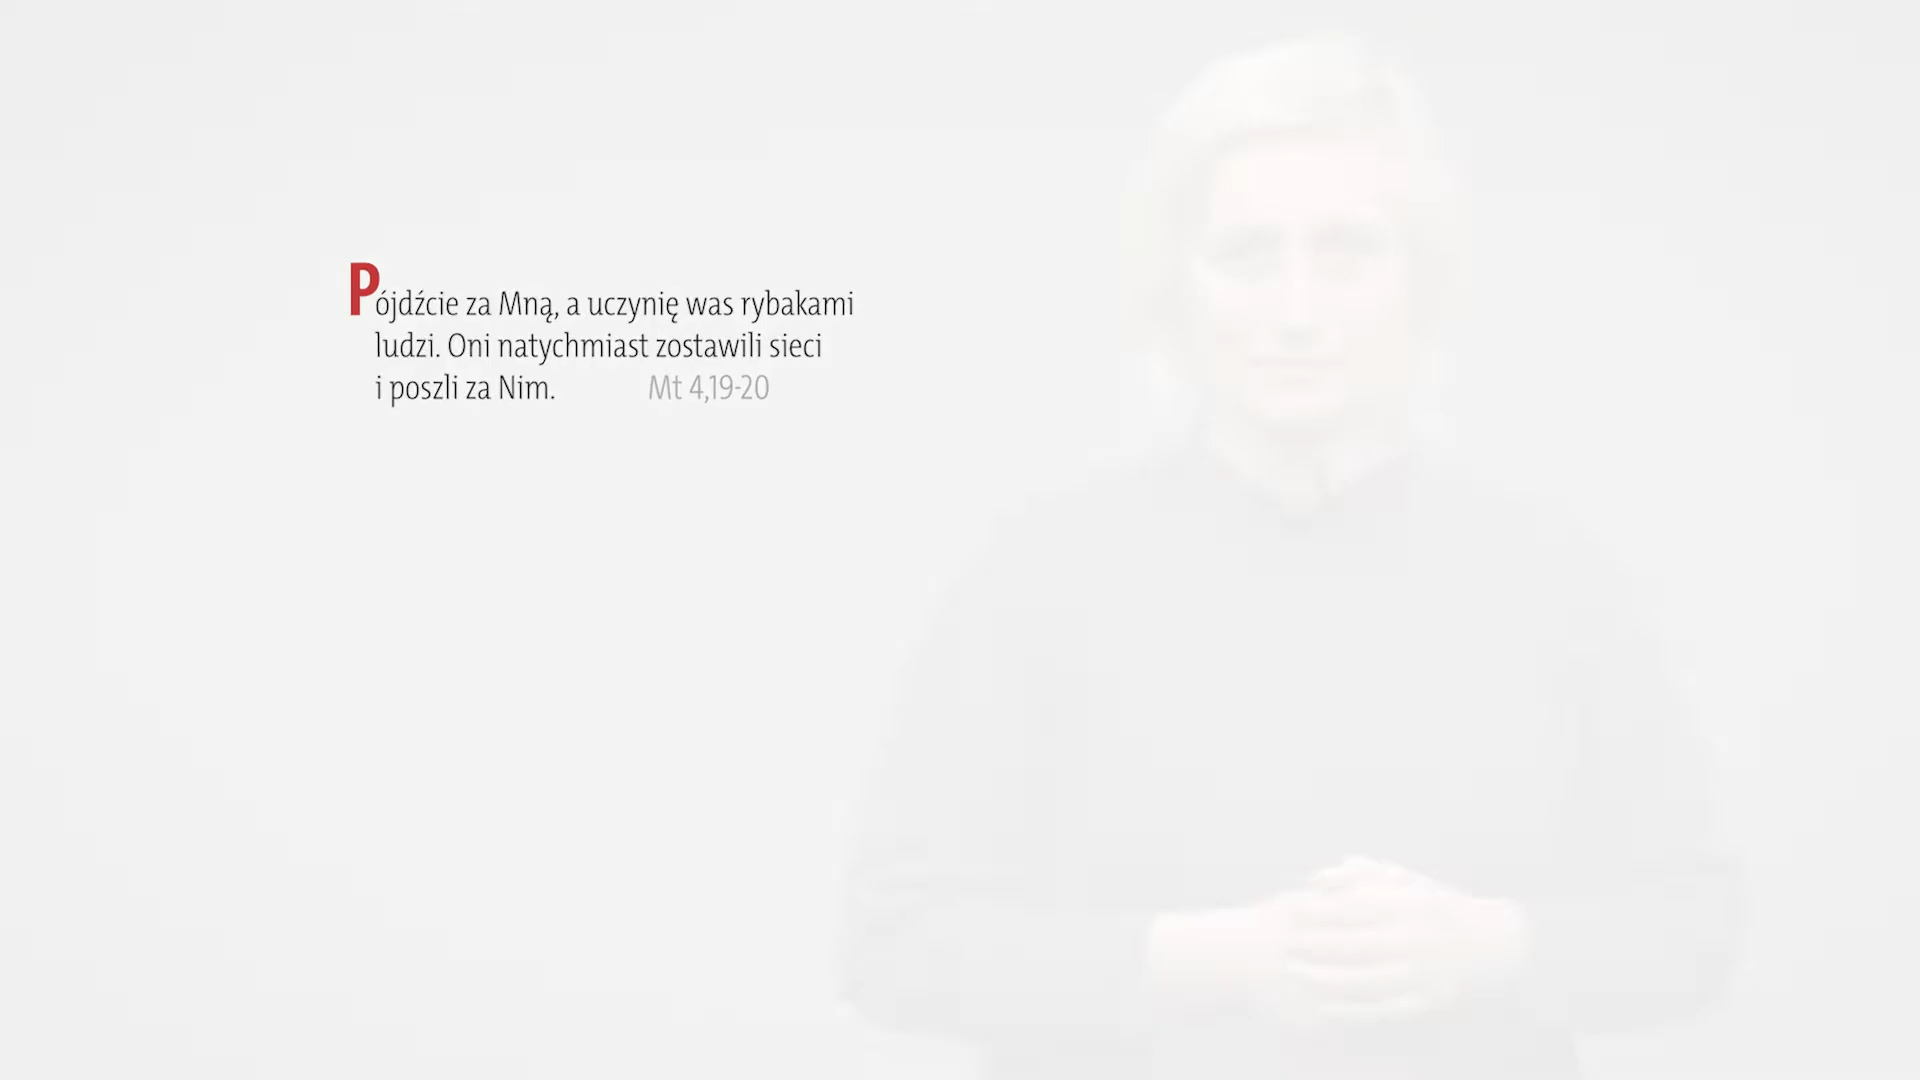 Pójdźcie za Mną, a uczynię was rybakami
ludzi. Oni natychmiast zostawili sieci
i poszli za Nim. Mt 4,19-20